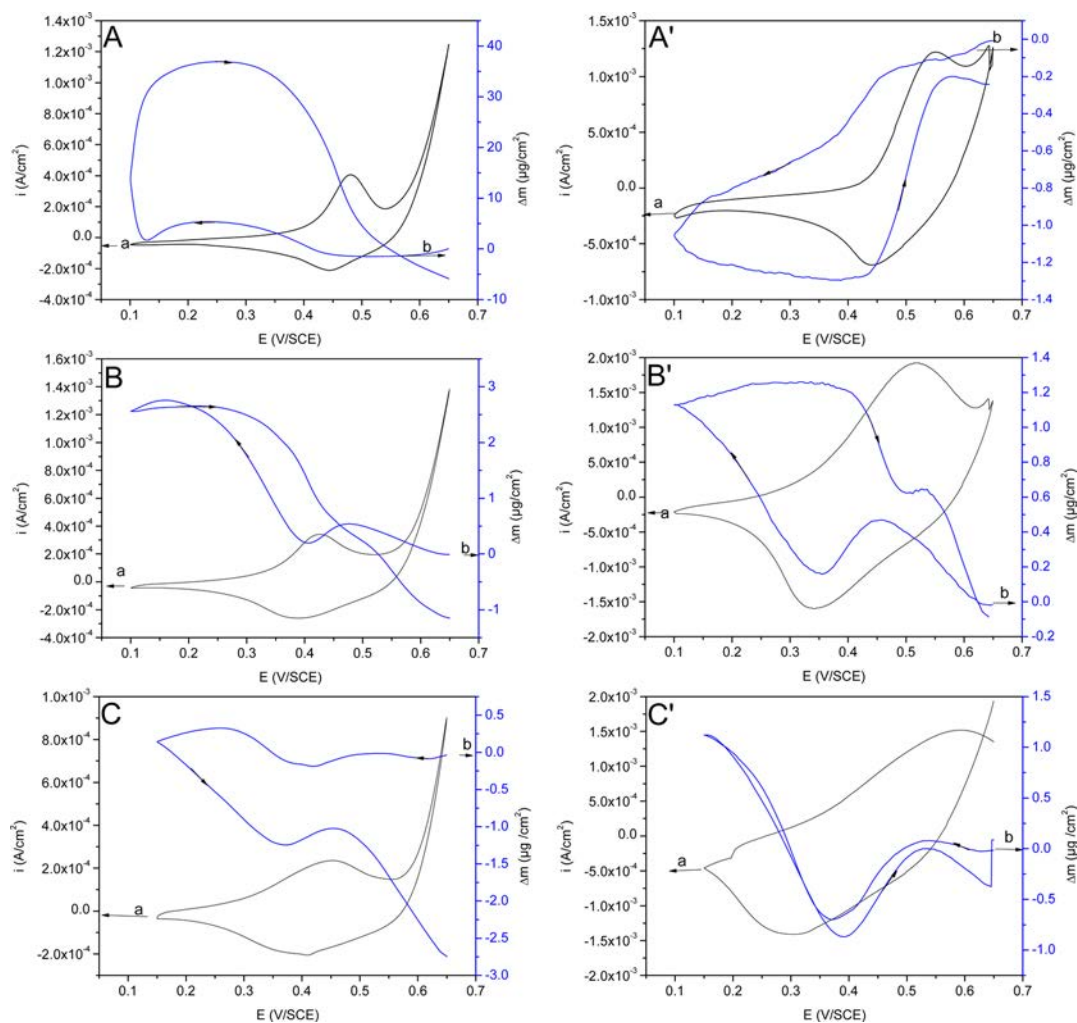 A
1.4x10⁻³
1.2x10⁻³
1.0x10⁻³
8.0x10⁻⁴
6.0x10⁻⁴
4.0x10⁻⁴
2.0x10⁻⁴
0.0
-2.0x10⁻⁴
-4.0x10⁻⁴
i (A/cm²)
a
b
40
30
20
10
0
-10
Δm (µg/cm²)
0.1 0.2 0.3 0.4 0.5 0.6 0.7
E (V/SCE)
A'
1.5x10⁻³
1.0x10⁻³
5.0x10⁻⁴
0.0
-5.0x10⁻⁴
-1.0x10⁻³
i (A/cm²)
a
b
0.0
-0.2
-0.4
-0.6
-0.8
-1.0
-1.2
-1.4
Δm (µg/cm²)
0.1 0.2 0.3 0.4 0.5 0.6 0.7
E (V/SCE)
B
1.6x10⁻³
1.4x10⁻³
1.2x10⁻³
1.0x10⁻³
8.0x10⁻⁴
6.0x10⁻⁴
4.0x10⁻⁴
2.0x10⁻⁴
0.0
-2.0x10⁻⁴
-4.0x10⁻⁴
i (A/cm²)
a
b
3
2
1
0
-1
Δm (µg/cm²)
0.1 0.2 0.3 0.4 0.5 0.6 0.7
E (V/SCE)
B'
2.0x10⁻³
1.5x10⁻³
1.0x10⁻³
5.0x10⁻⁴
0.0
-5.0x10⁻⁴
-1.0x10⁻³
-1.5x10⁻³
-2.0x10⁻³
i (A/cm²)
a
b
1.4
1.2
1.0
0.8
0.6
0.4
0.2
0.0
-0.2
Δm (µg/cm²)
0.1 0.2 0.3 0.4 0.5 0.6 0.7
E (V/SCE)
C
1.0x10⁻³
8.0x10⁻⁴
6.0x10⁻⁴
4.0x10⁻⁴
2.0x10⁻⁴
0.0
-2.0x10⁻⁴
i (A/cm²)
a
b
0.5
0.0
-0.5
-1.0
-1.5
-2.0
-2.5
-3.0
Δm (µg /cm²)
0.1 0.2 0.3 0.4 0.5 0.6 0.7
E (V/SCE)
C'
2.0x10⁻³
1.5x10⁻³
1.0x10⁻³
5.0x10⁻⁴
0.0
-5.0x10⁻⁴
-1.0x10⁻³
-1.5x10⁻³
-2.0x10⁻³
i (A/cm²)
a
b
1.5
1.0
0.5
0.0
-0.5
-1.0
Δm (µg/cm²)
0.1 0.2 0.3 0.4 0.5 0.6 0.7
E (V/SCE)